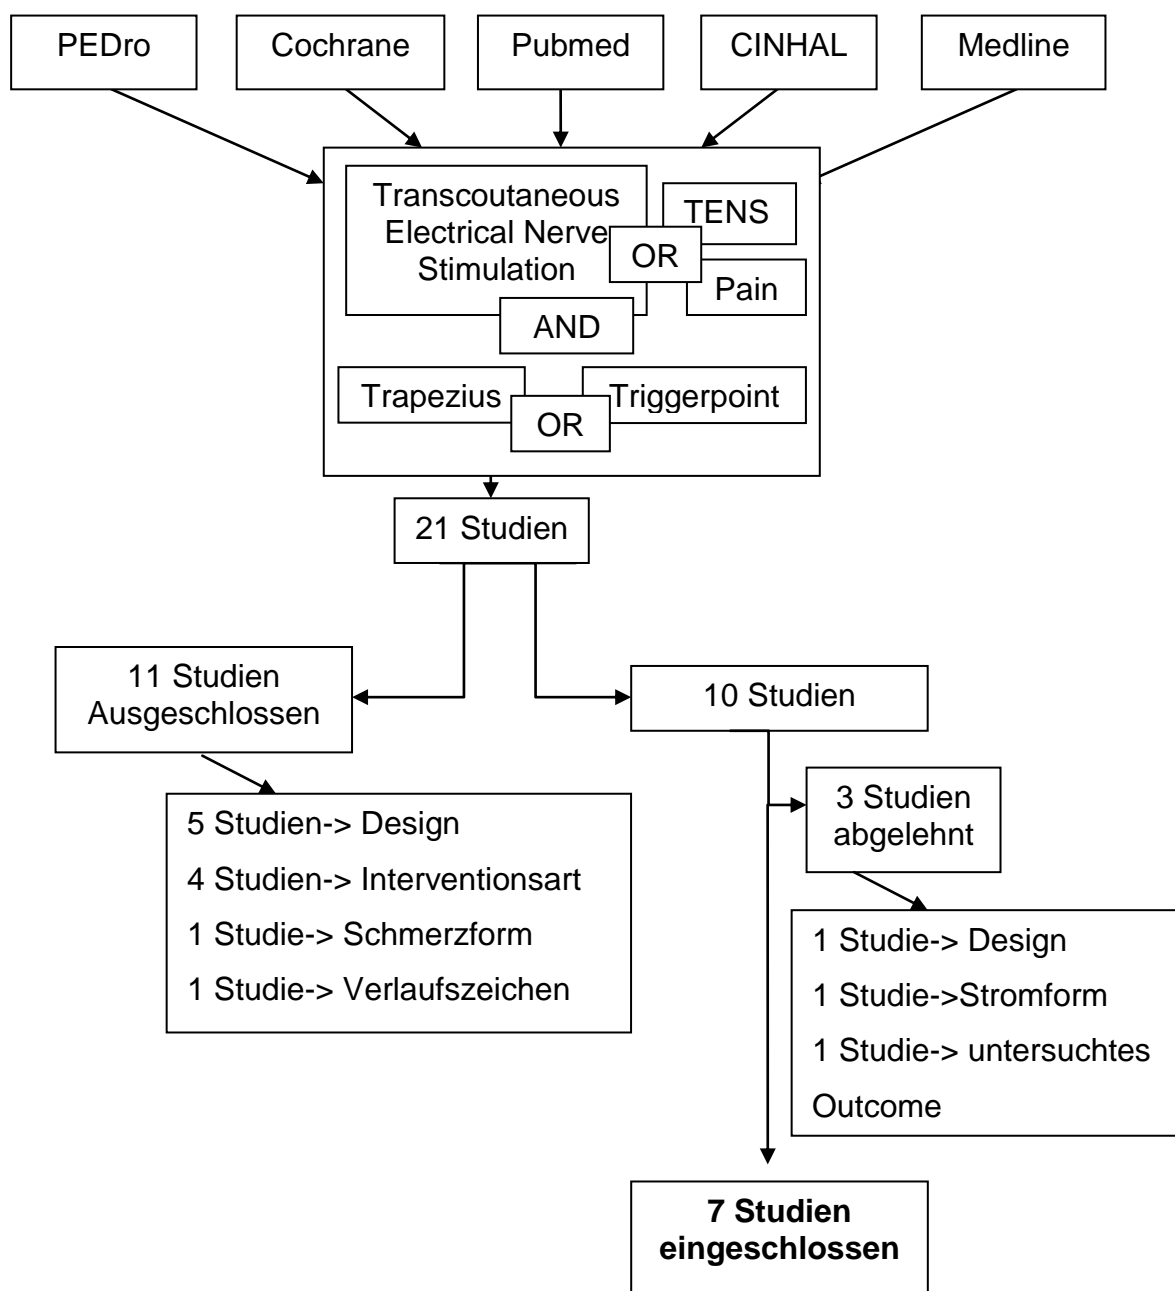 PEDro
Cochrane
Pubmed
CINHAL
Medline
Transcoutaneous
Electrical Nerve
Stimulation
OR
TENS
Pain
AND
Trapezius
OR
Triggerpoint
21 Studien
11 Studien
Ausgeschlossen
10 Studien
5 Studien-> Design
4 Studien-> Interventionsart
1 Studie-> Schmerzform
1 Studie-> Verlaufszeichen
3 Studien
abgelehnt
1 Studie-> Design
1 Studie->Stromform
1 Studie-> untersuchtes
Outcome
7 Studien
eingeschlossen